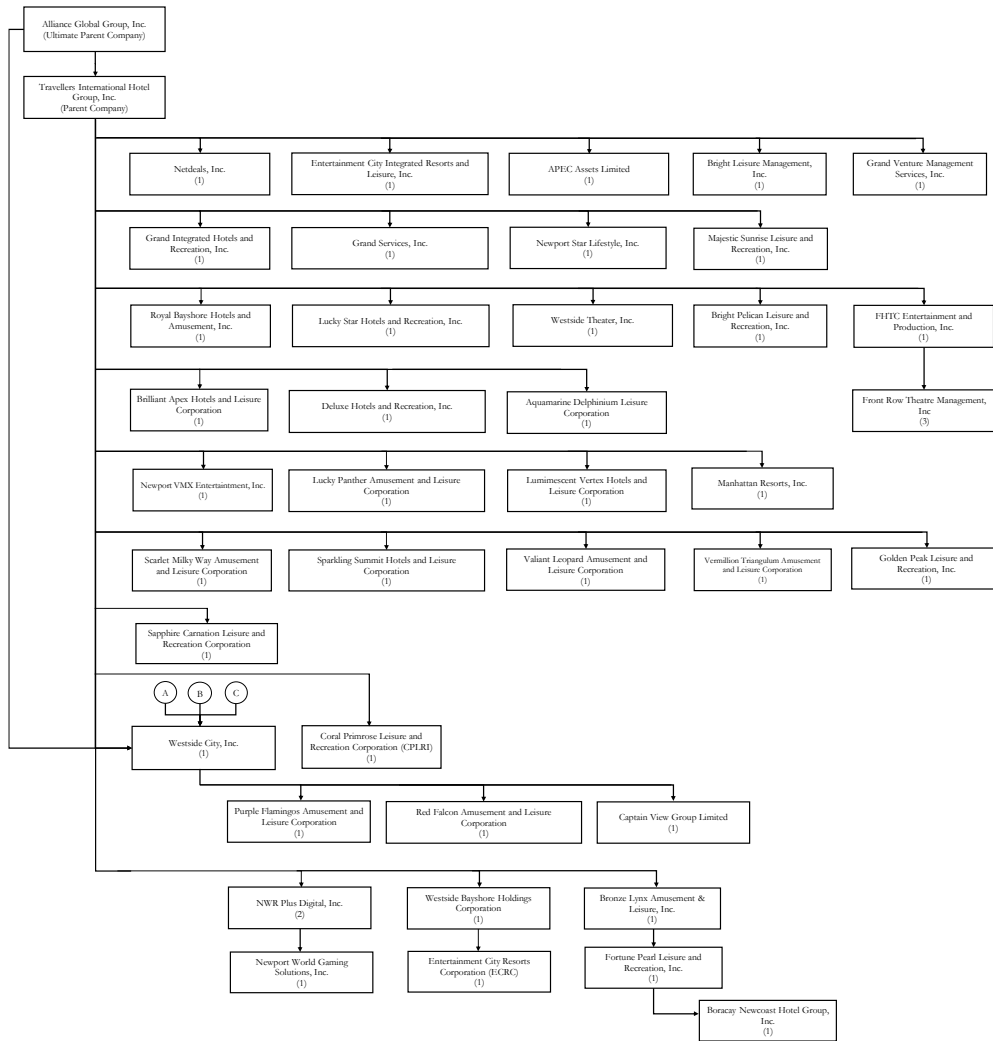 Alliance Global Group, Inc.
(Ultimate Parent Company)
Travellers International Hotel
Group, Inc.
(Parent Company)
Netdeals, Inc.
(1)
Entertainment City Integrated Resorts and
Leisure, Inc.
(1)
APEC Assets Limited
(1)
Bright Leisure Management,
Inc.
(1)
Grand Venture Management
Services, Inc.
(1)
Grand Integrated Hotels and
Recreation, Inc.
(1)
Grand Services, Inc.
(1)
Newport Star Lifestyle, Inc.
(1)
Majestic Sunrise Leisure and
Recreation, Inc.
(1)
Royal Bayshore Hotels and
Amusement, Inc.
(1)
Lucky Star Hotels and Recreation, Inc.
(1)
Westside Theater, Inc.
(1)
Bright Pelican Leisure and
Recreation, Inc.
(1)
FHTC Entertainment and
Production, Inc.
(1)
Brilliant Apex Hotels and Leisure
Corporation
(1)
Deluxe Hotels and Recreation, Inc.
(1)
Aquamarine Delphinium Leisure
Corporation
(1)
Front Row Theatre Management,
Inc
(3)
Newport VMX Entertaintment, Inc.
(1)
Lucky Panther Amusement and Leisure
Corporation
(1)
Lumimescent Vertex Hotels and
Leisure Corporation
(1)
Manhattan Resorts, Inc.
(1)
Scarlet Milky Way Amusement
and Leisure Corporation
(1)
Sparkling Summit Hotels and Leisure
Corporation
(1)
Valiant Leopard Amusement and
Leisure Corporation
(1)
Vermillion Triangulum Amusement
and Leisure Corporation
(1)
Golden Peak Leisure and
Recreation, Inc.
(1)
Sapphire Carnation Leisure and
Recreation Corporation
(1)
A
B
C
Westside City, Inc.
(1)
Coral Primrose Leisure and
Recreation Corporation (CPLRI)
(1)
Purple Flamingos Amusement and
Leisure Corporation
(1)
Red Falcon Amusement and Leisure
Corporation
(1)
Captain View Group Limited
(1)
NWR Plus Digital, Inc.
(2)
Westside Bayshore Holdings
Corporation
(1)
Bronze Lynx Amusement &
Leisure, Inc.
(1)
Newport World Gaming
Solutions, Inc.
(1)
Entertainment City Resorts
Corporation (ECRC)
(1)
Fortune Pearl Leisure and
Recreation, Inc.
(1)
Boracay Newcoast Hotel Group,
Inc.
(1)